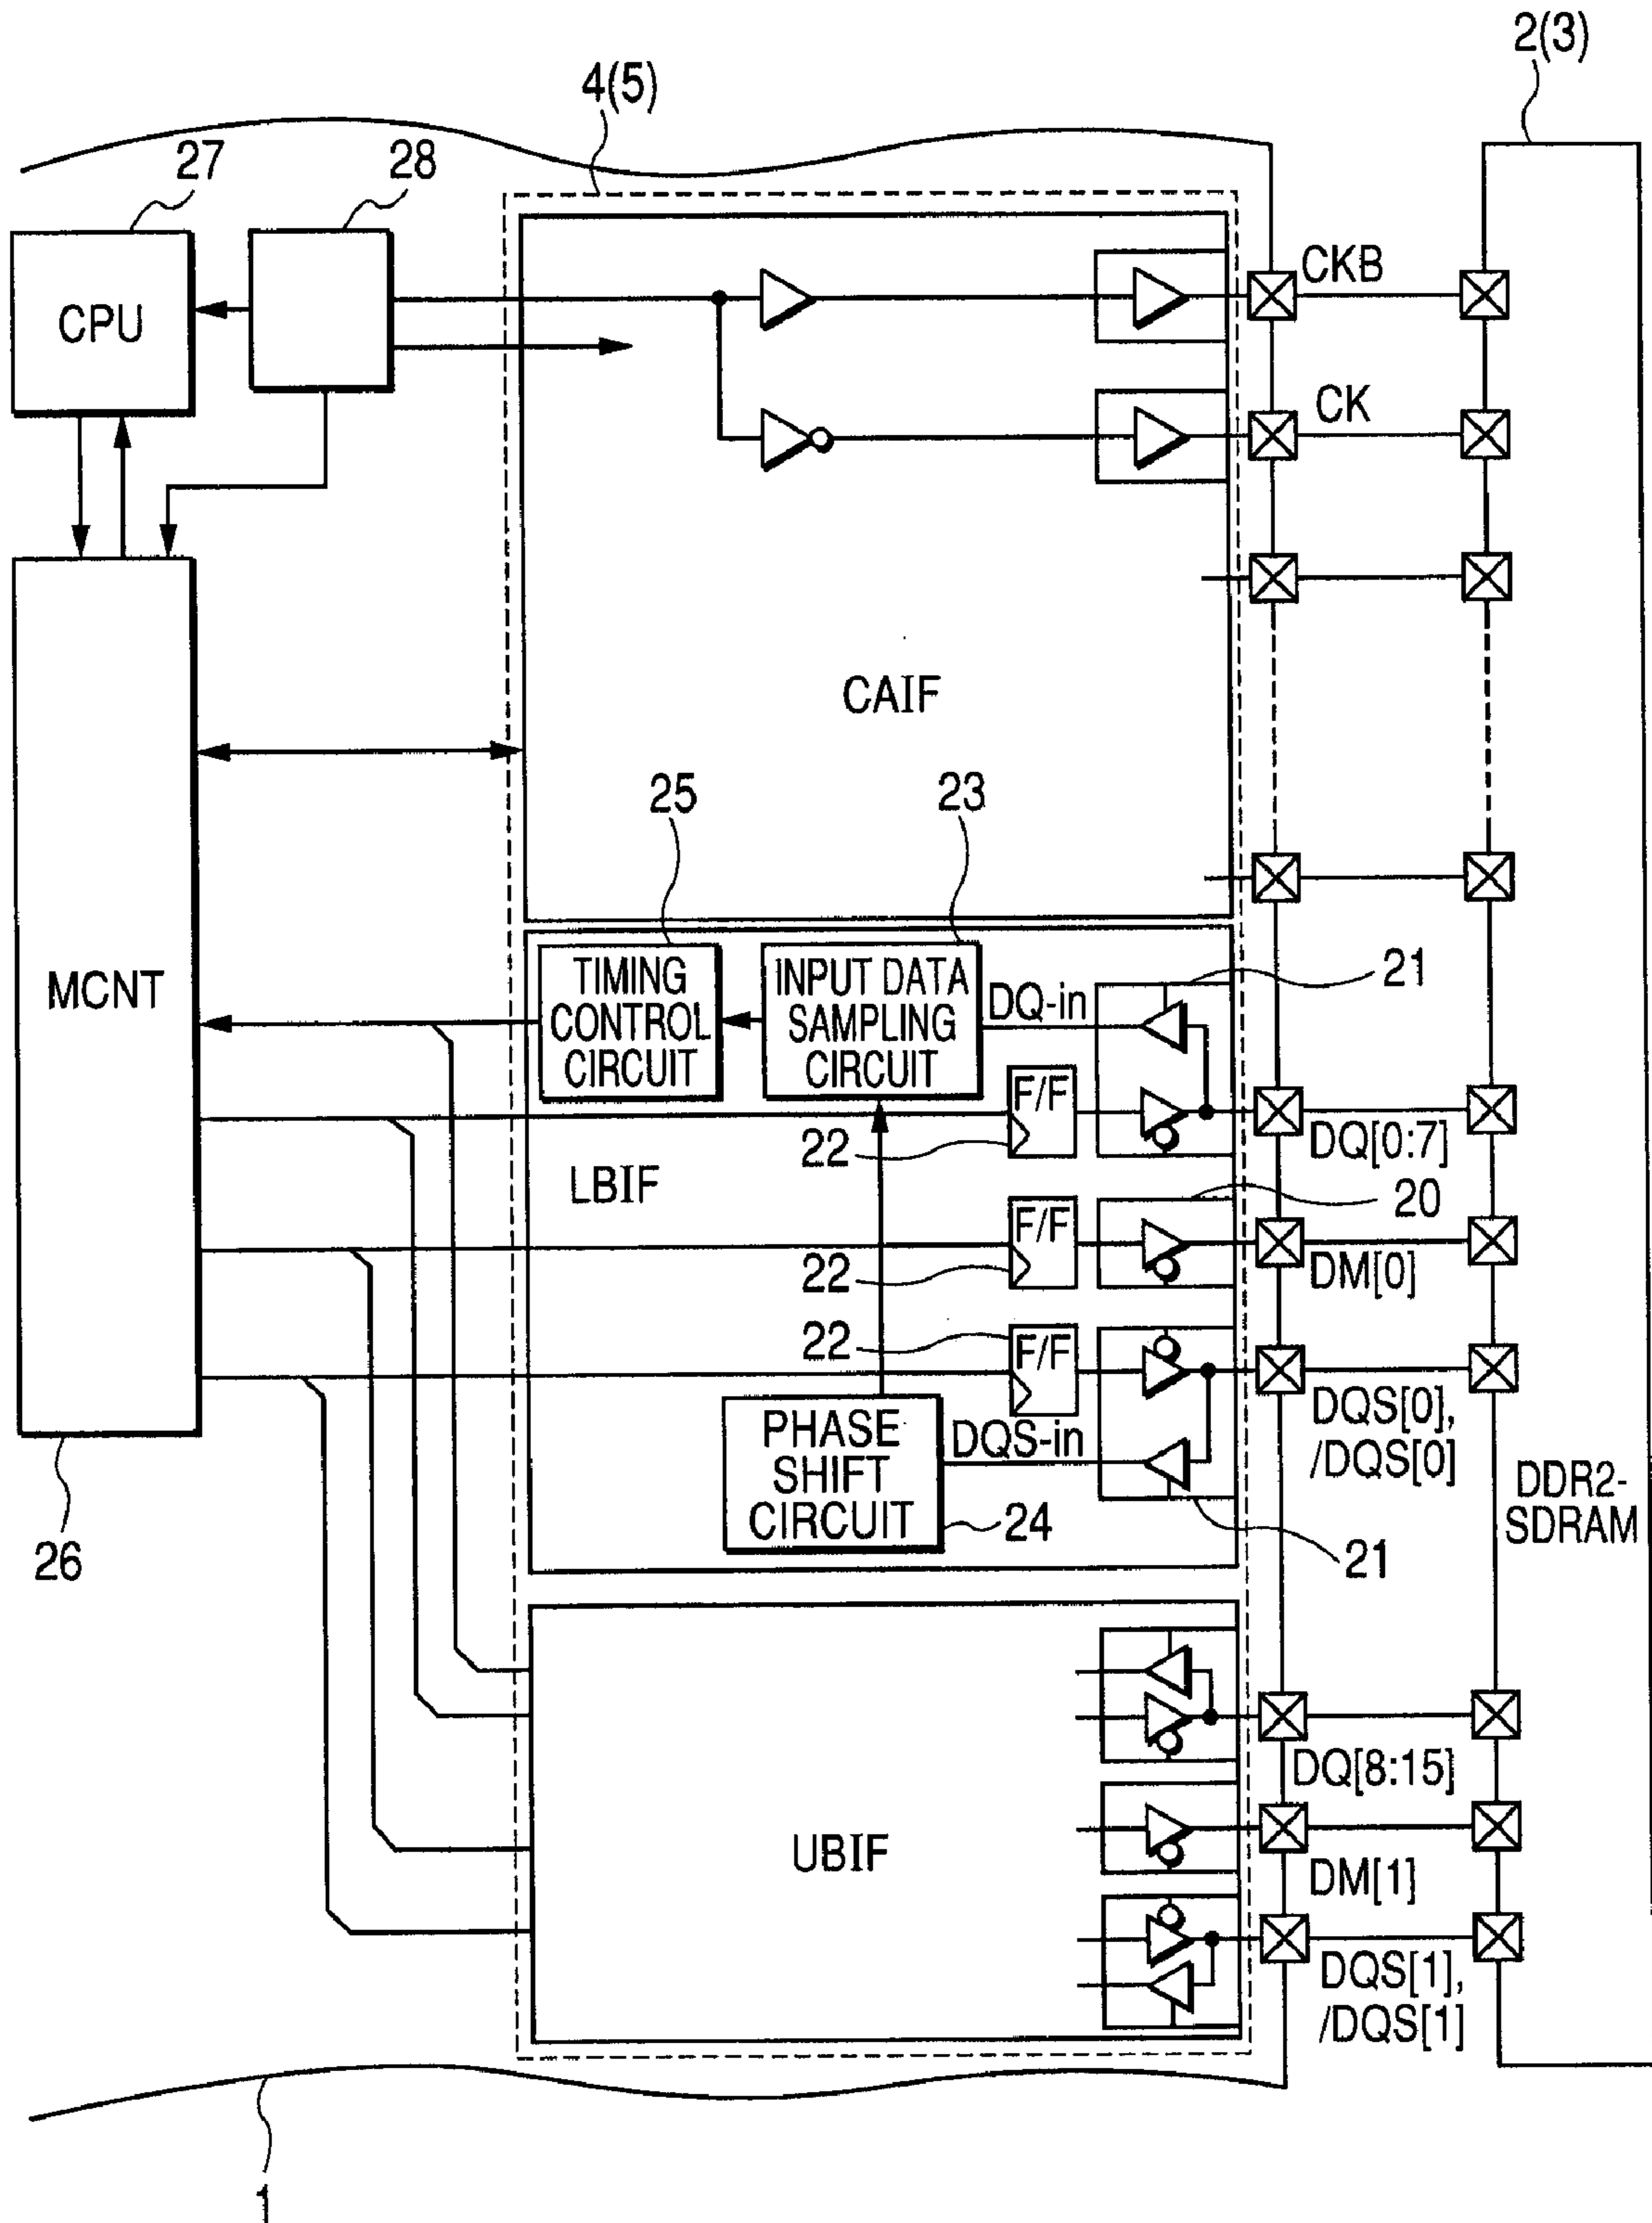 2(3)
4(5)
27
28
CKB
CPU
CK
CAIF
25
23
MCNT
TIMING
CONTROL
CIRCUIT
INPUT DATA
SAMPLING
CIRCUIT
DQ-in
21
F/F
22
DQ[0:7]
LBIF
20
F/F
22
DM[0]
22
F/F
DQS[0],
/DQS[0]
PHASE
SHIFT
CIRCUIT
DQS-in
24
21
DDR2-
SDRAM
26
DQ[8:15]
UBIF
DM[1]
DQS[1],
/DQS[1]
1